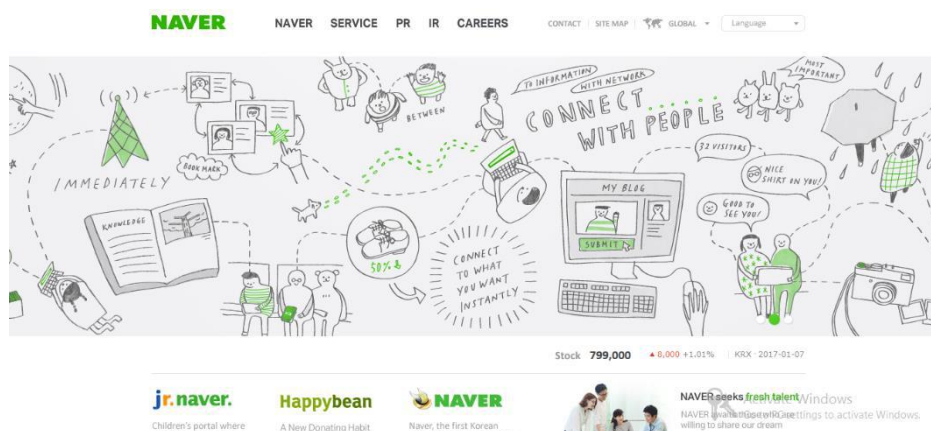 NAVER
NAVER SERVICE PR IR CAREERS
CONTACT SITE MAP GLOBAL Language
TO INFORMATION
WITH NETWORK
MOST
IMPORTANT
BETWEEN
CONNECT
WITH PEOPLE
BOOK MARK
IMMEDIATELY
32 VISITORS
NICE
SHIRT ON YOU!
GOOD TO
SEE YOU!
MY BLOG
SUBMIT
KNOWLEDGE
50%
CONNECT
TO WHAT
YOU WANT
INSTANTLY
Stock 799,000 ▲ 8,000 +1.01% KRX - 2017-01-07
jr.naver.
Children's portal where
Happybean
A New Donating Habit
NAVER
Naver, the first Korean
NAVER seeks fresh talent
NAVER
willing to share our dream
Activate Windows
settings to activate Windows.